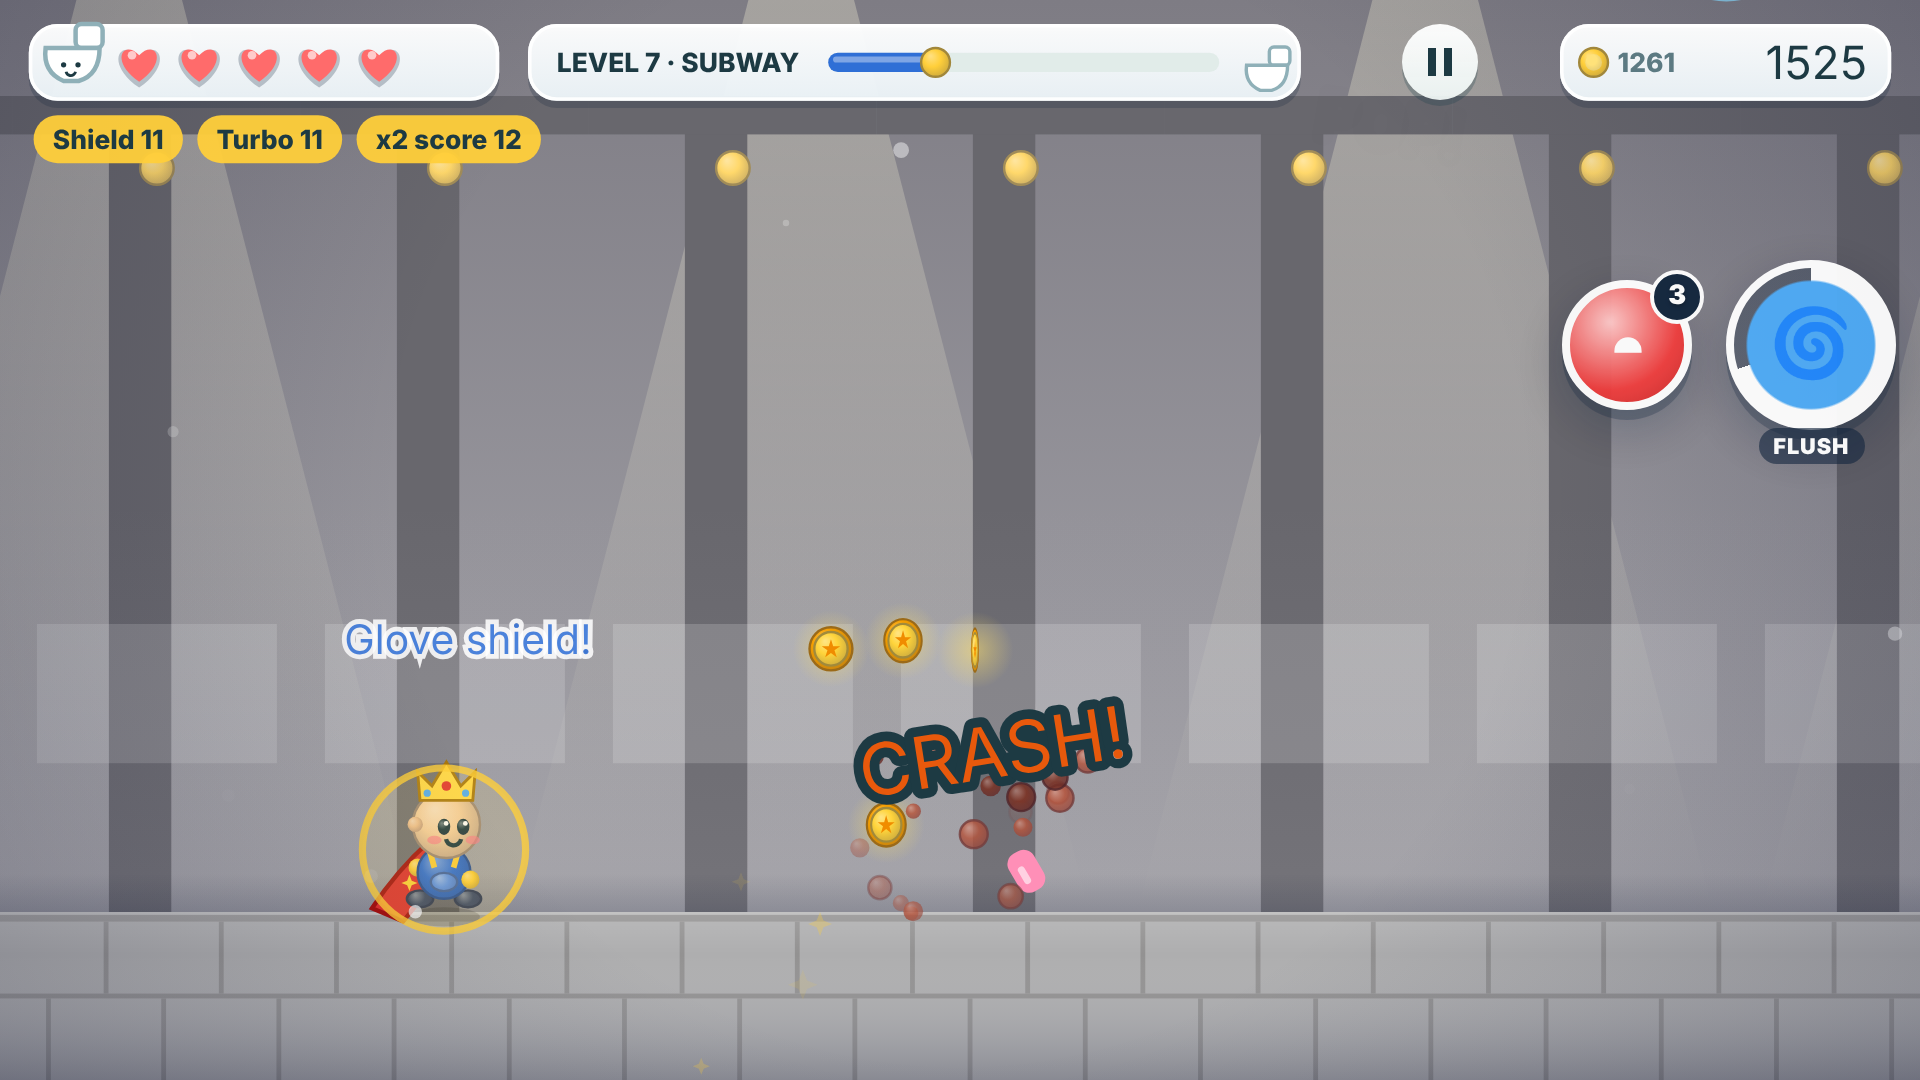 LEVEL 7 · SUBWAY
1261
1525
Shield 11
Turbo 11
x2 score 12
3
FLUSH
Glove shield!
CRASH!